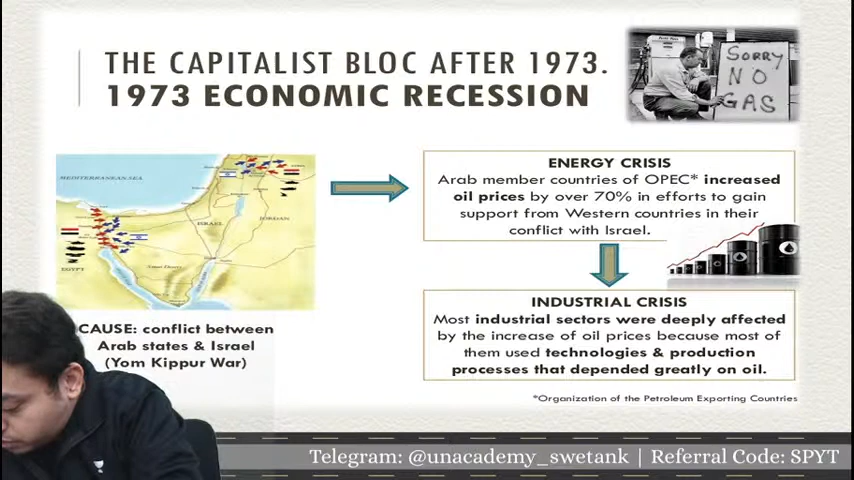 THE CAPITALIST BLOC AFTER 1973.
1973 ECONOMIC RECESSION
SORRY
NO
GAS
MEDITERRANEAN SEA
ISRAEL
JORDAN
EGYPT
CAUSE: conflict between
Arab states & Israel
(Yom Kippur War)
ENERGY CRISIS
Arab member countries of OPEC* increased
oil prices by over 70% in efforts to gain
support from Western countries in their
conflict with Israel.
INDUSTRIAL CRISIS
Most industrial sectors were deeply affected
by the increase of oil prices because most of
them used technologies & production
processes that depended greatly on oil.
*Organization of the Petroleum Exporting Countries
Telegram: @unacademy_swetank | Referral Code: SPYT